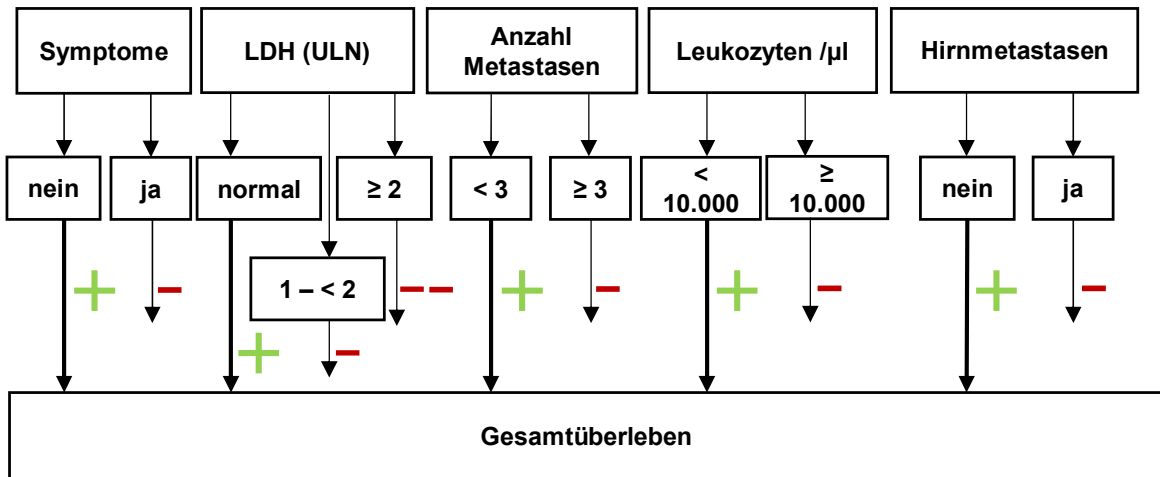 Symptome
LDH (ULN)
Anzahl
Metastasen
Leukozyten /µl
Hirnmetastasen
nein
ja
normal
≥ 2
< 3
≥ 3
<
10.000
≥
10.000
nein
ja
1 – < 2
+
–
+
–
– –
+
–
+
–
+
–
Gesamtüberleben